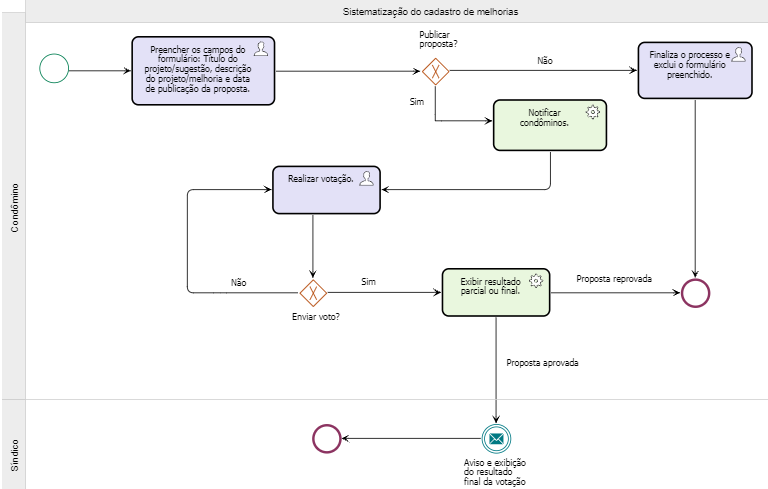 Sistematização do cadastro de melhorias
Condômino
Preencher os campos do
formulário: Título do
projeto/sugestão, descrição
do projeto/melhoria e data
de publicação da proposta.
Publicar
proposta?
Não
Finaliza o processo e
exclui o formulário
preenchido.
Sim
Notificar
condôminos.
Realizar votação.
Não
Sim
Enviar voto?
Exibir resultado
parcial ou final.
Proposta reprovada
Proposta aprovada
Síndico
Aviso e exibição
do resultado
final da votação